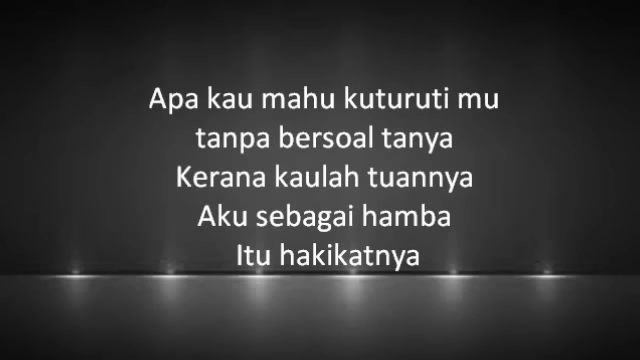 Apa kau mahu kuturuti mu
tanpa bersoal tanya
Kerana kaulah tuannya
Aku sebagai hamba
Itu hakikatnya